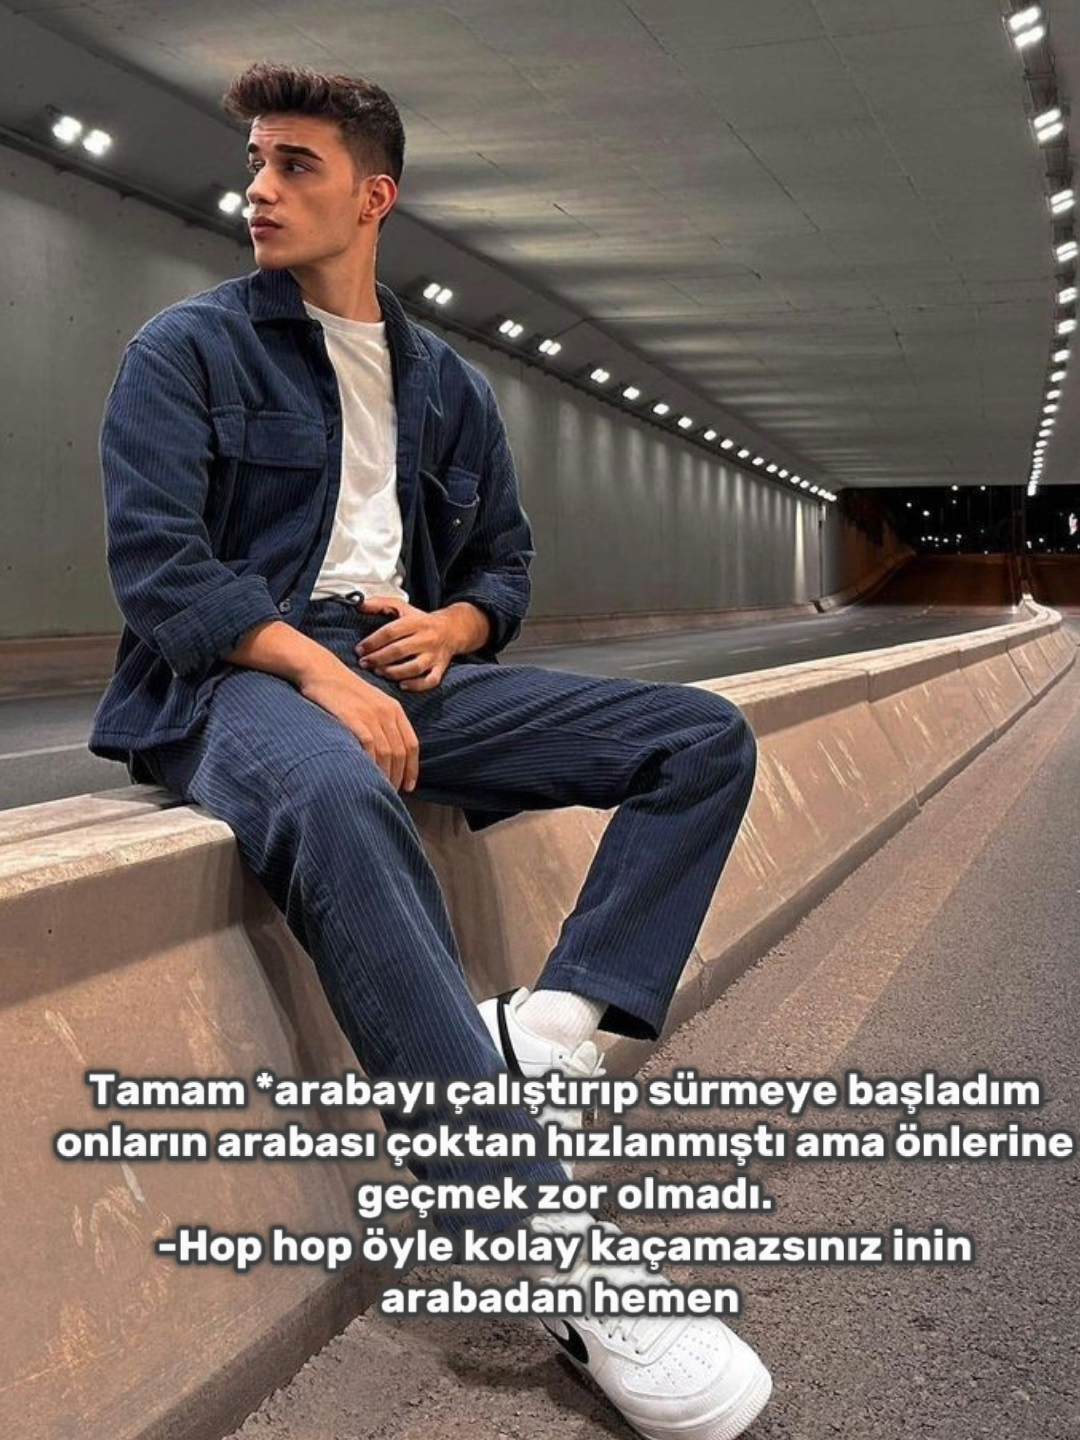 Tamam *arabayı çalıştırıp sürmeye başladım
onların arabası çoktan hızlanmıştı ama önlerine
geçmek zor olmadı.
-Hop hop öyle kolay kaçamazsınız inin
arabadan hemen